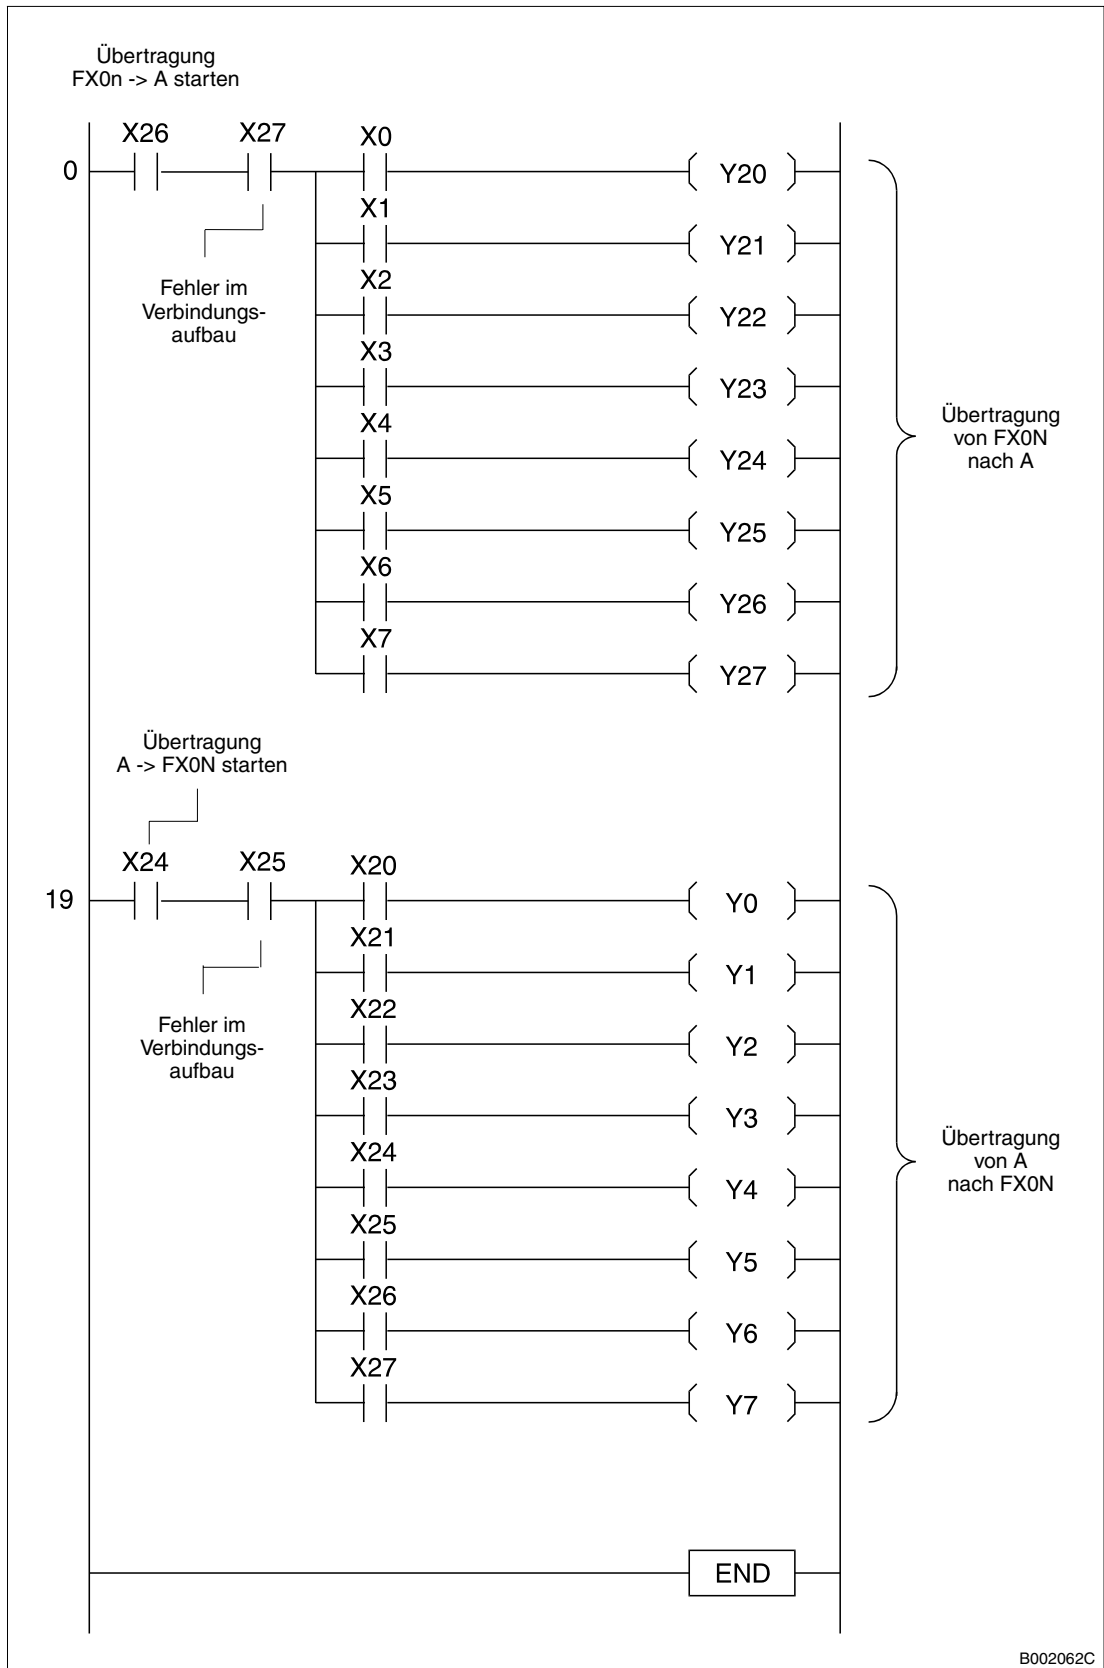 Übertragung
FX0n -> A starten
X26 X27 X0
0 Y20
X1
Y21
Fehler im
Verbindungs-
aufbau
X2
Y22
X3
Y23
X4
Y24
X5
Y25
X6
Y26
X7
Y27
Übertragung
von FX0N
nach A
Übertragung
A -> FX0N starten
X24 X25 X20
19 Y0
X21
Y1
Fehler im
Verbindungs-
aufbau
X22
Y2
X23
Y3
X24
Y4
X25
Y5
X26
Y6
X27
Y7
Übertragung
von A
nach FX0N
END
B002062C